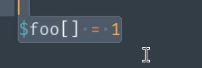 $foo[] = 1